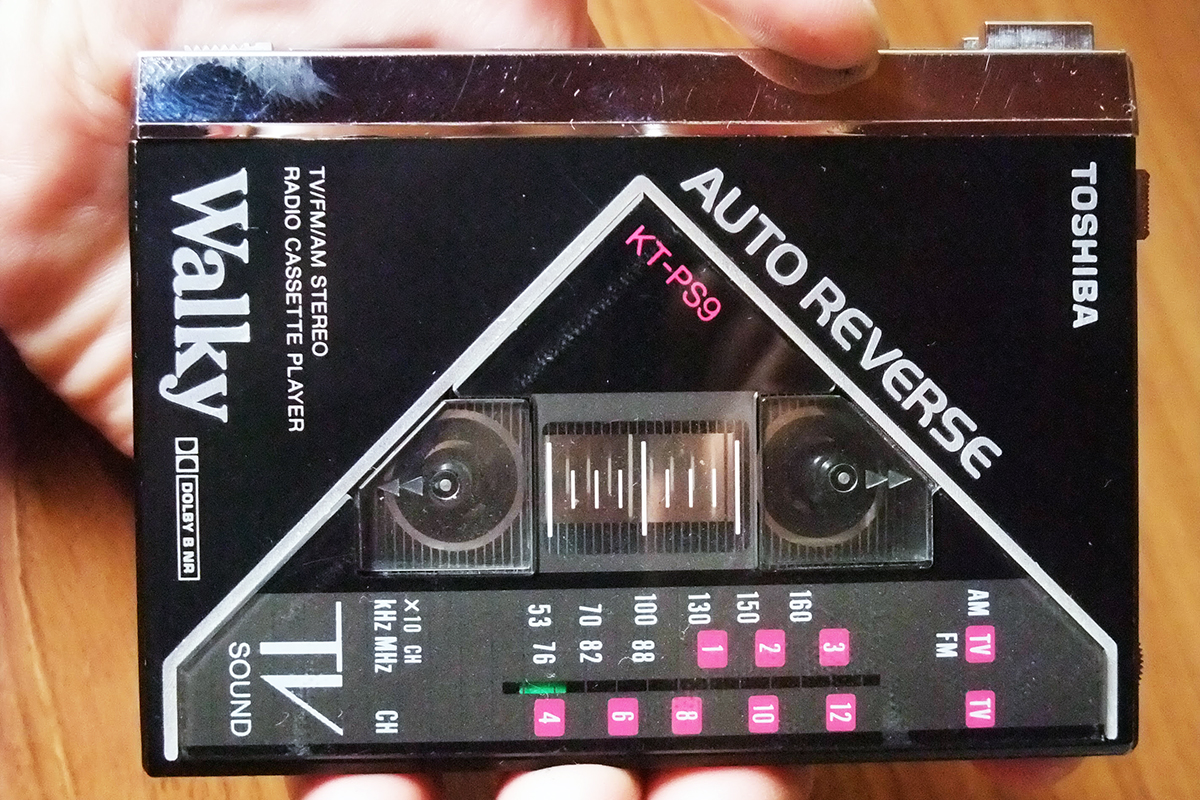 TOSHIBA
AUTO REVERSE
KT-PS9
TV/FM/AM STEREO
RADIO CASSETTE PLAYER
Walky
DOLBY B NR
AM TV TV
FM
160 3 12
150 2 10
130 1 8
100 88 6
70 82
53 76 4
×10 CH
kHz MHz CH
TV
SOUND